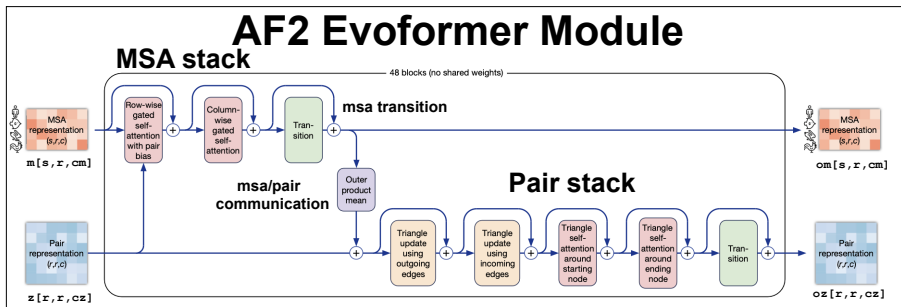 AF2 Evoformer Module
MSA stack
48 blocks (no shared weights)
MSA
representation
(s,r,c)
m[s,r,cm]
Row-wise
gated
self-
attention
with pair
bias
+
Column-
wise
gated
self-
attention
+
Tran-
sition
+
msa transition
MSA
representation
(s,r,c)
om[s,r,cm]
msa/pair
communication
Outer
product
mean
Pair stack
Pair
representation
(r,r,c)
z[r,r,cz]
+
Triangle
update
using
outgoing
edges
+
Triangle
update
using
incoming
edges
+
Triangle
self-
attention
around
starting
node
+
Triangle
self-
attention
around
ending
node
+
Tran-
sition
+
Pair
representation
(r,r,c)
oz[r,r,cz]